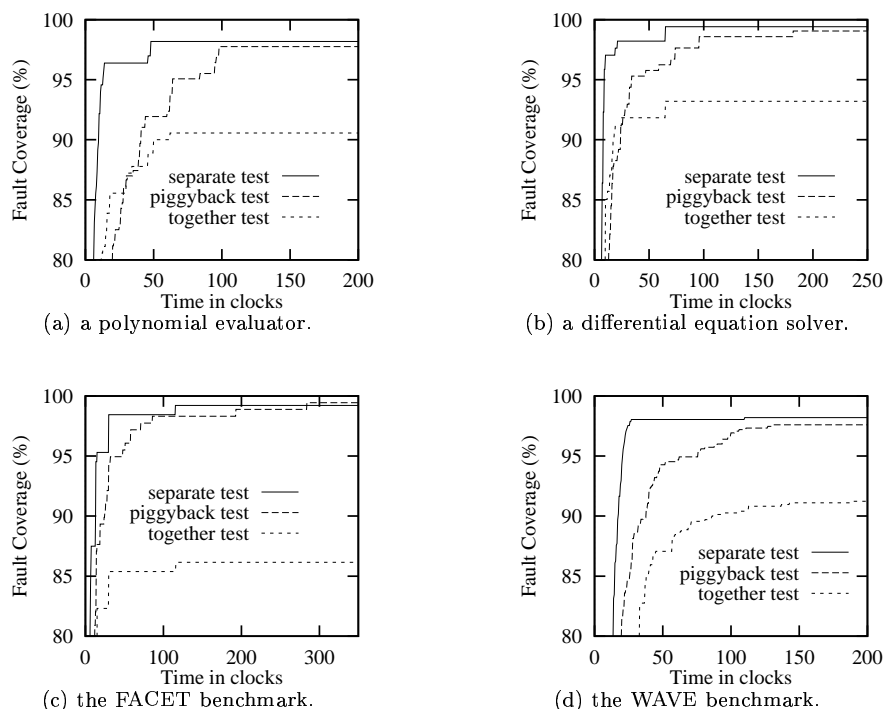 100
95
90
85
80
Fault Coverage (%)
separate test
piggyback test
together test
0 50 100 150 200
Time in clocks
(a) a polynomial evaluator.
100
95
90
85
80
Fault Coverage (%)
separate test
piggyback test
together test
0 50 100 150 200 250
Time in clocks
(b) a differential equation solver.
100
95
90
85
80
Fault Coverage (%)
separate test
piggyback test
together test
0 100 200 300
Time in clocks
(c) the FACET benchmark.
100
95
90
85
80
Fault Coverage (%)
separate test
piggyback test
together test
0 50 100 150 200
Time in clocks
(d) the WAVE benchmark.